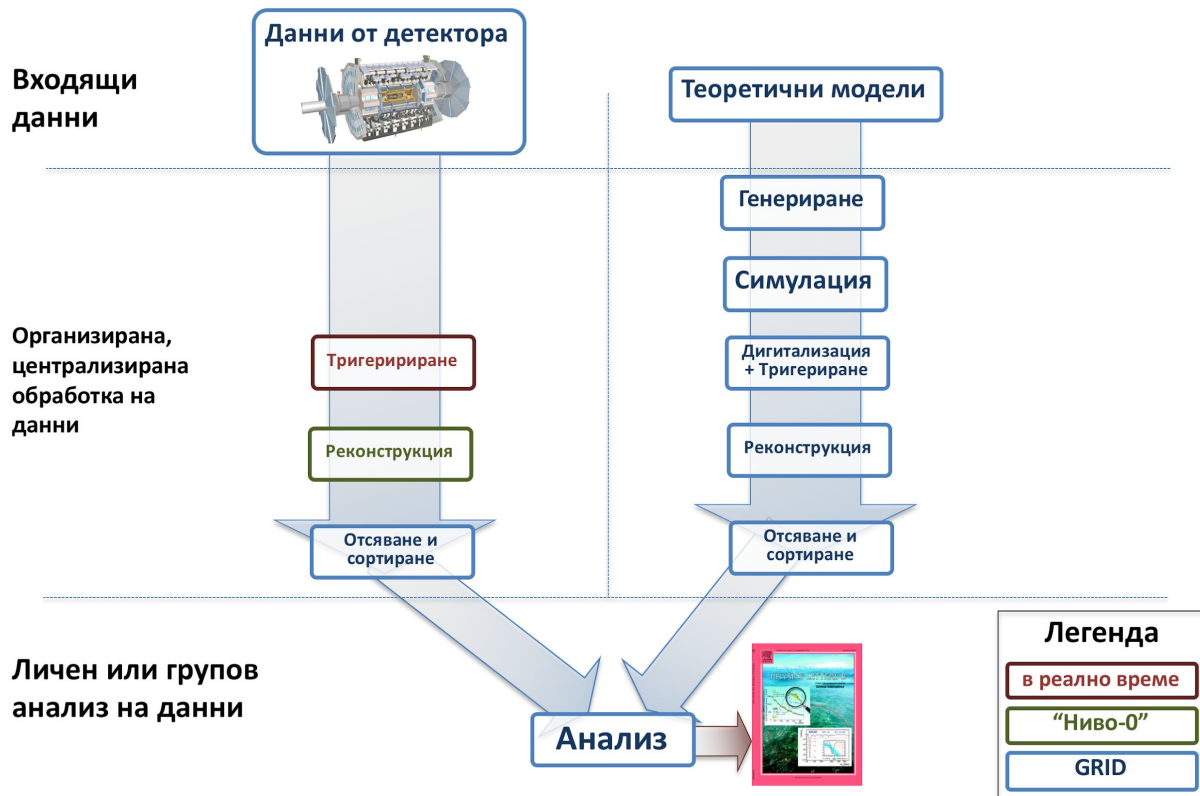 Данни от детектора
Входящи
данни
Теоретични модели
Генериране
Симулация
Организирана,
централизирана
обработка на
данни
Тригеририране
Дигитализация
+ Тригериране
Реконструкция
Реконструкция
Отсяване и
сортиране
Отсяване и
сортиране
Личен или групов
анализ на данни
Анализ
Легенда
в реално време
“Ниво-0”
GRID